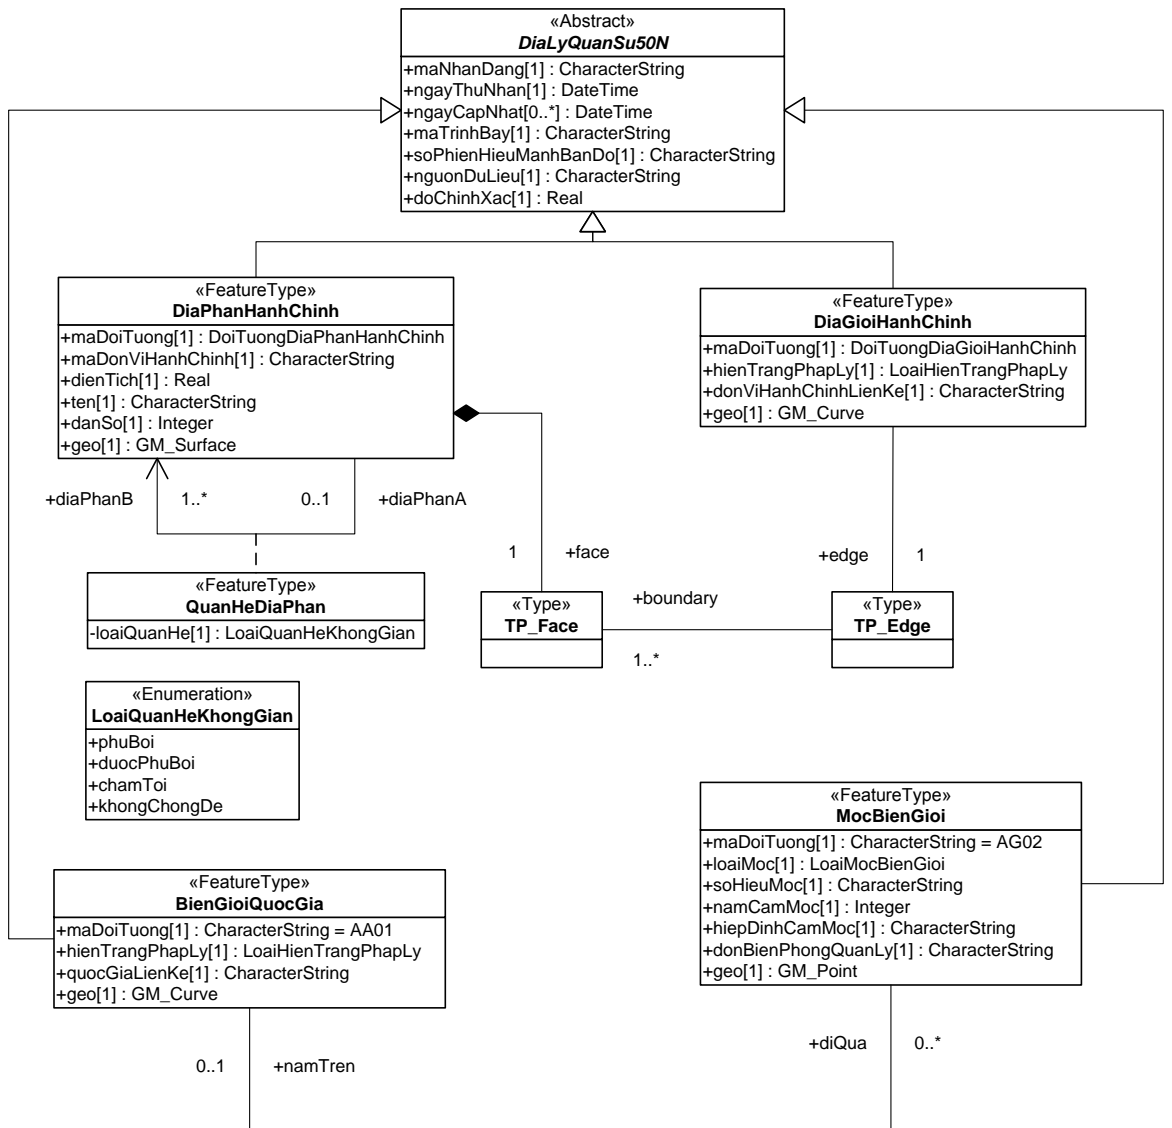 «Abstract»
DiaLyQuanSu50N
+maNhanDang[1] : CharacterString
+ngayThuNhan[1] : DateTime
+ngayCapNhat[0..*] : DateTime
+maTrinhBay[1] : CharacterString
+soPhienHieuManhBanDo[1] : CharacterString
+nguonDuLieu[1] : CharacterString
+doChinhXac[1] : Real
«FeatureType»
DiaPhanHanhChinh
+maDoiTuong[1] : DoiTuongDiaPhanHanhChinh
+maDonViHanhChinh[1] : CharacterString
+dienTich[1] : Real
+ten[1] : CharacterString
+danSo[1] : Integer
+geo[1] : GM_Surface
«FeatureType»
DiaGioiHanhChinh
+maDoiTuong[1] : DoiTuongDiaGioiHanhChinh
+hienTrangPhapLy[1] : LoaiHienTrangPhapLy
+donViHanhChinhLienKe[1] : CharacterString
+geo[1] : GM_Curve
+diaPhanB 1..* 0..1 +diaPhanA
1 +face
+edge 1
«FeatureType»
QuanHeDiaPhan
-loaiQuanHe[1] : LoaiQuanHeKhongGian
«Type»
TP_Face
+boundary
1..*
«Type»
TP_Edge
«Enumeration»
LoaiQuanHeKhongGian
+phuBoi
+duocPhuBoi
+chamToi
+khongChongDe
«FeatureType»
MocBienGioi
+maDoiTuong[1] : CharacterString = AG02
+loaiMoc[1] : LoaiMocBienGioi
+soHieuMoc[1] : CharacterString
+namCamMoc[1] : Integer
+hiepDinhCamMoc[1] : CharacterString
+donBienPhongQuanLy[1] : CharacterString
+geo[1] : GM_Point
«FeatureType»
BienGioiQuocGia
+maDoiTuong[1] : CharacterString = AA01
+hienTrangPhapLy[1] : LoaiHienTrangPhapLy
+quocGiaLienKe[1] : CharacterString
+geo[1] : GM_Curve
0..1 +namTren
+diQua 0..*